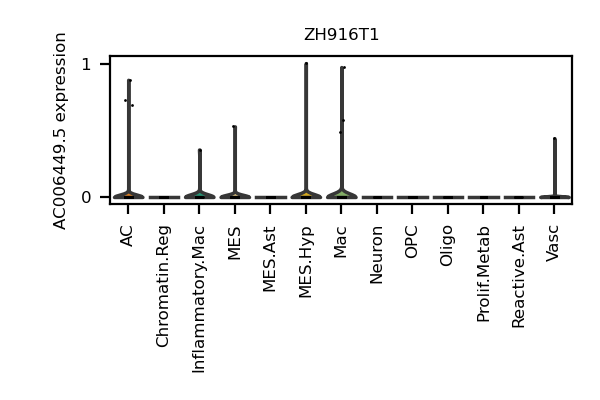 ZH916T1
AC006449.5 expression
1
0
AC
Chromatin.Reg
Inflammatory.Mac
MES
MES.Ast
MES.Hyp
Mac
Neuron
OPC
Oligo
Prolif.Metab
Reactive.Ast
Vasc